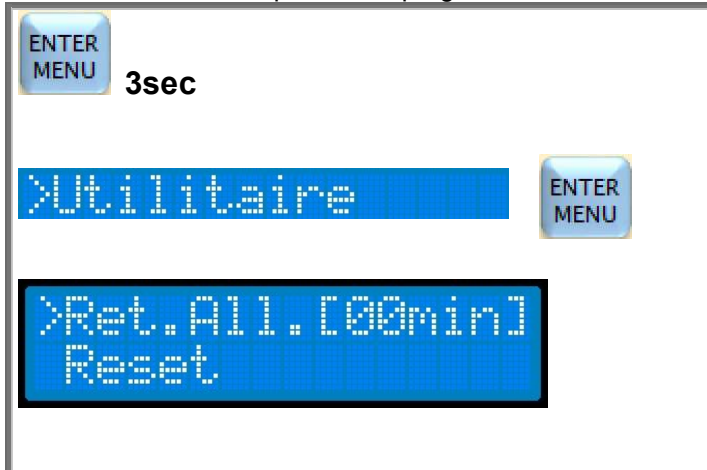 ENTER
MENU
3sec
>Utilitaire
ENTER
MENU
>Ret.All.[00min]
Reset